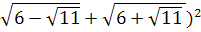 √(6 − √11) + √(6 + √11))²